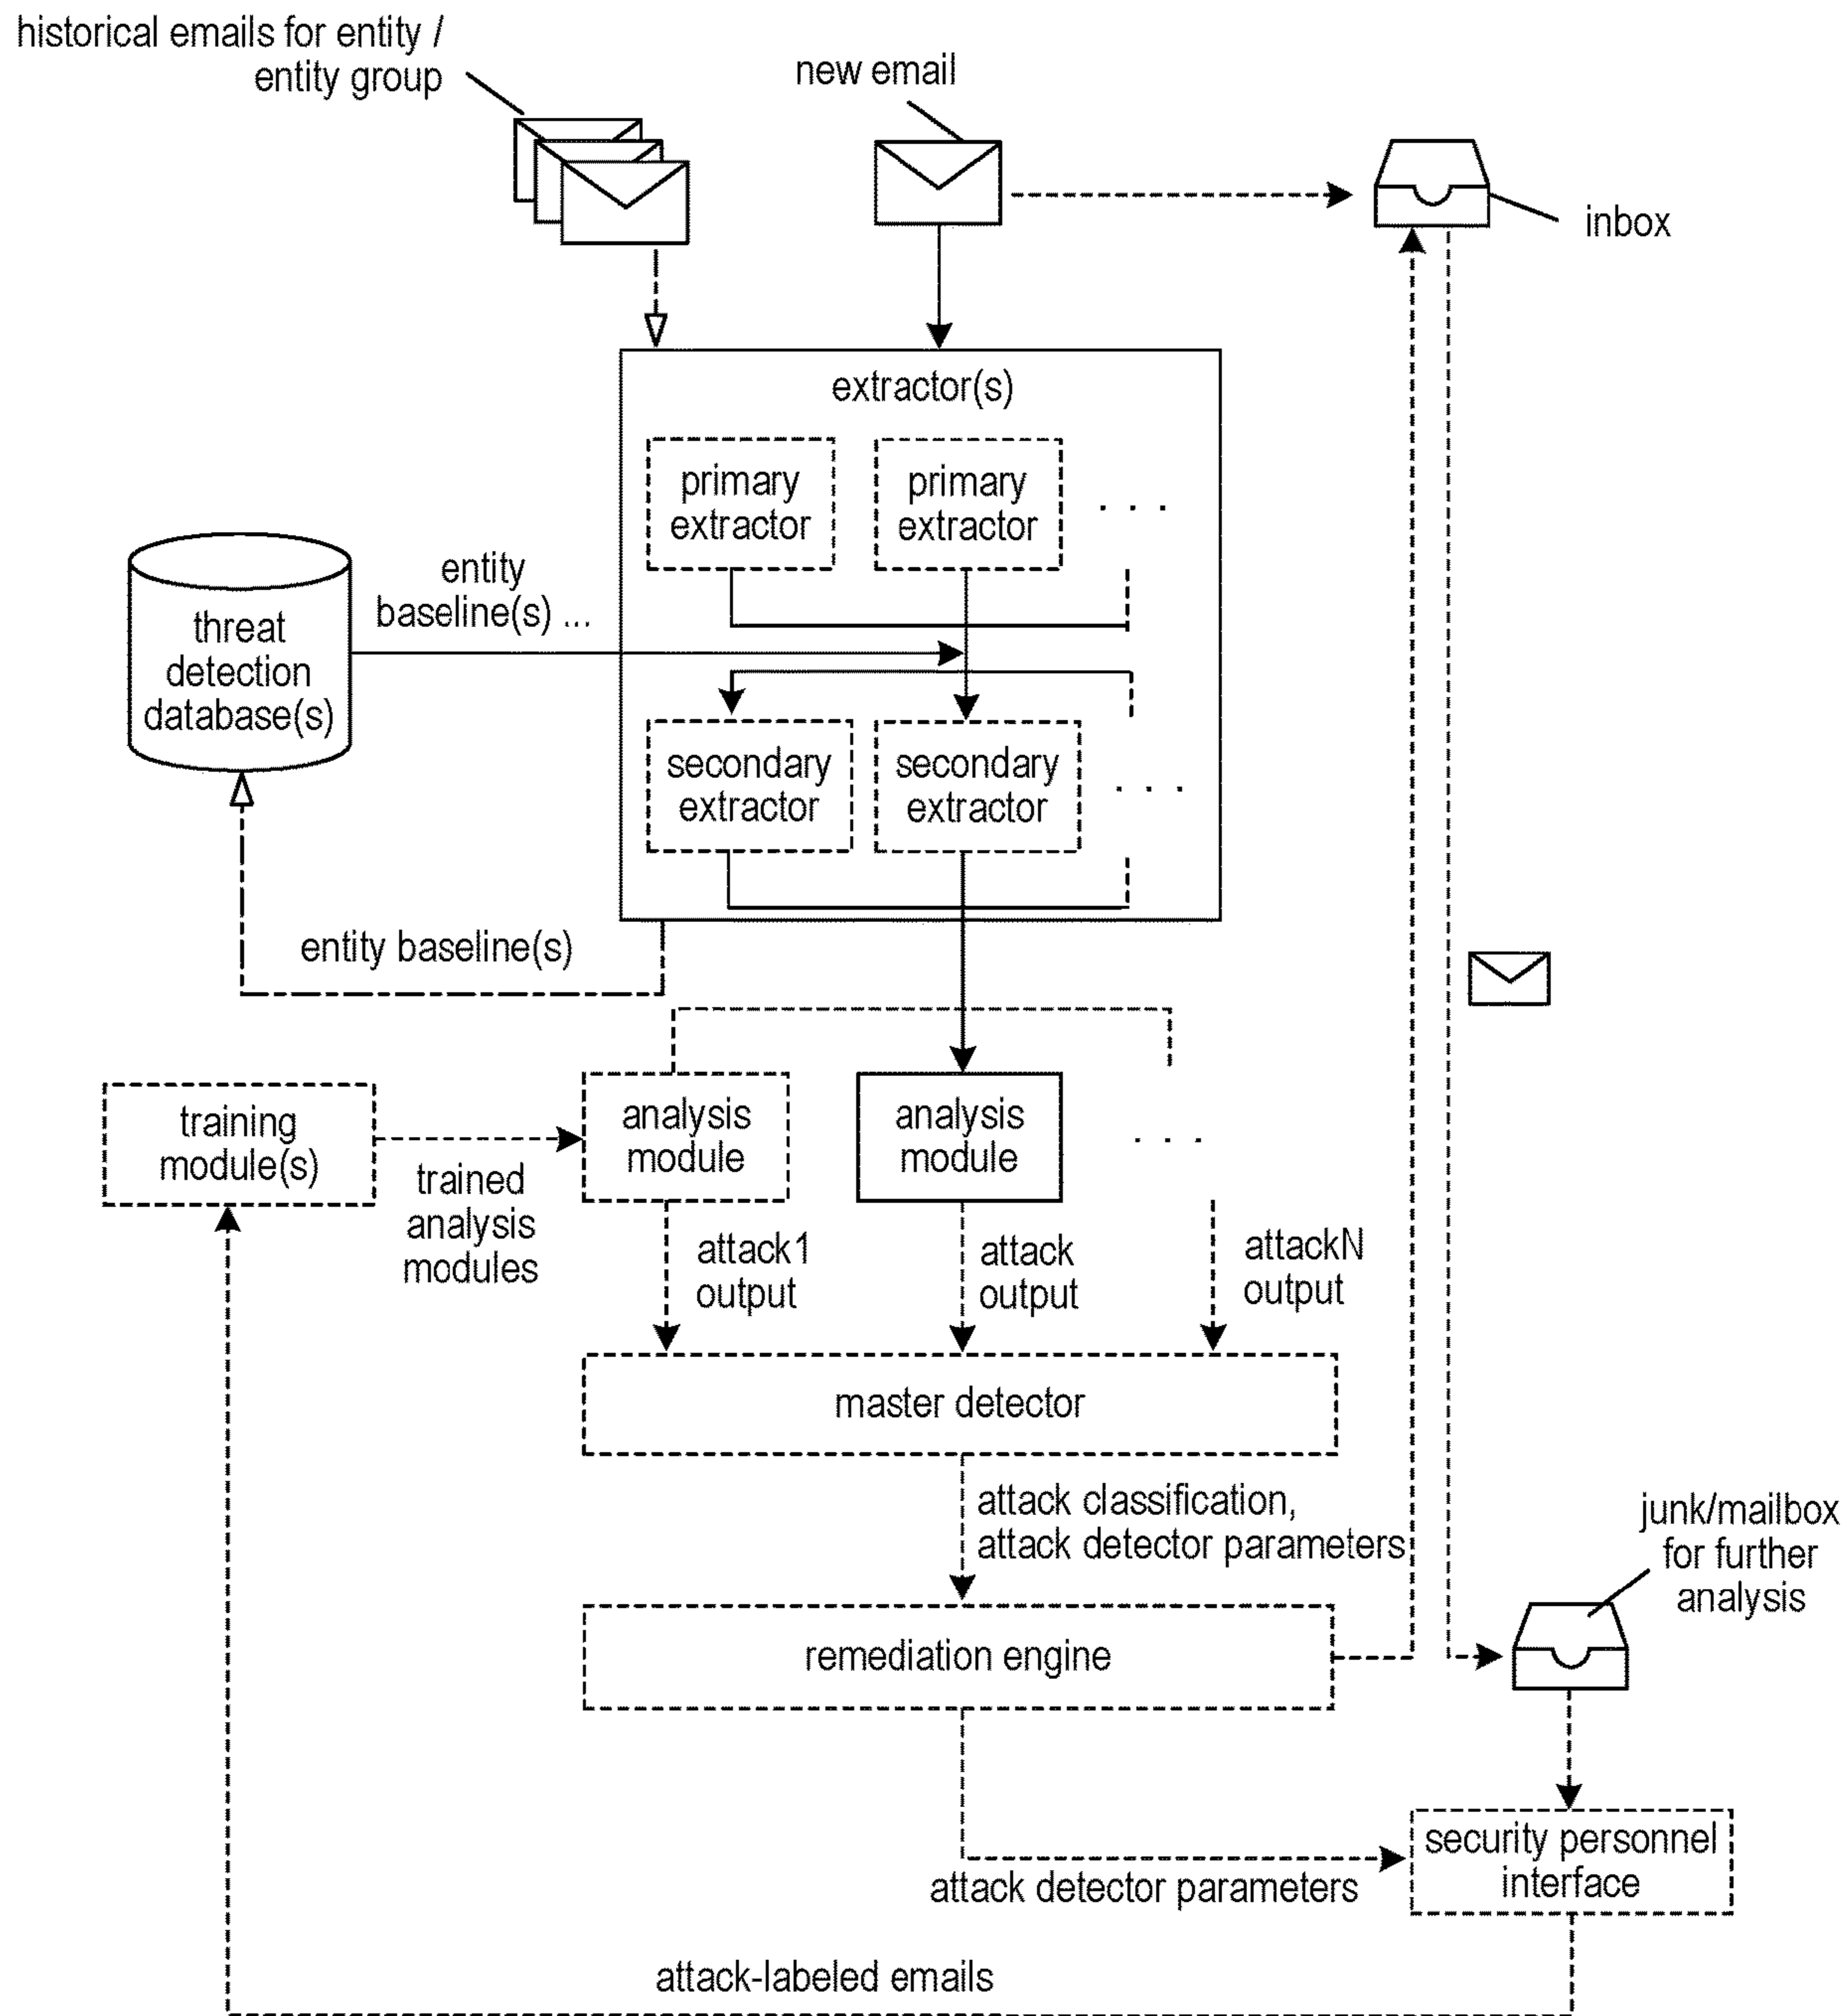 historical emails for entity /
entity group
new email
inbox
extractor(s)
primary
extractor
primary
extractor
. . .
threat
detection
database(s)
entity
baseline(s) ...
secondary
extractor
secondary
extractor
. . .
entity baseline(s)
training
module(s)
trained
analysis
modules
analysis
module
analysis
module
. . .
attack1
output
attack
output
attackN
output
master detector
attack classification,
attack detector parameters
junk/mailbox
for further
analysis
remediation engine
security personnel
interface
attack detector parameters
attack-labeled emails